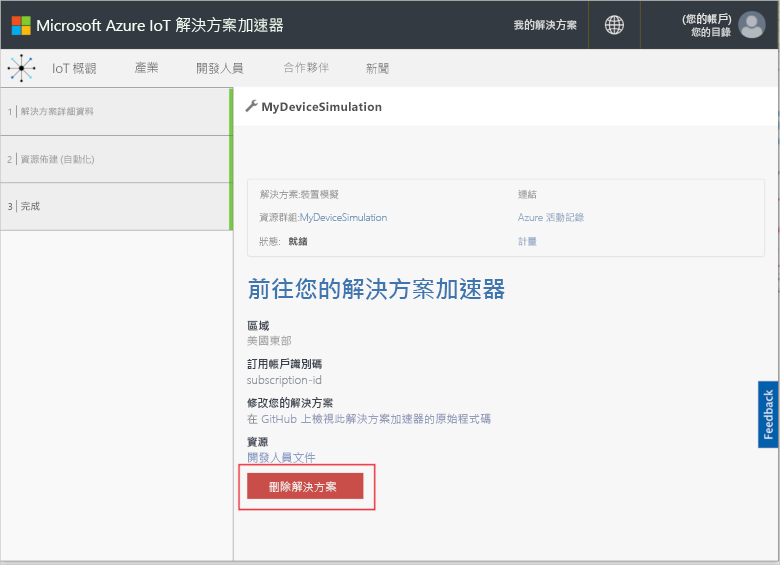 Microsoft Azure IoT 解決方案加速器
我的解決方案
(您的帳戶)
您的目錄
IoT 概觀
產業
開發人員
合作夥伴
新聞
1 | 解決方案詳細資料
2 | 資源佈建 (自動化)
3 | 完成
MyDeviceSimulation
解決方案:裝置模擬
連結
資源群組:MyDeviceSimulation
Azure 活動記錄
狀態: 就緒
計量
前往您的解決方案加速器
區域
美國東部
訂用帳戶識別碼
subscription-id
修改您的解決方案
在 GitHub 上檢視此解決方案加速器的原始程式碼
資源
開發人員文件
刪除解決方案
Feedback